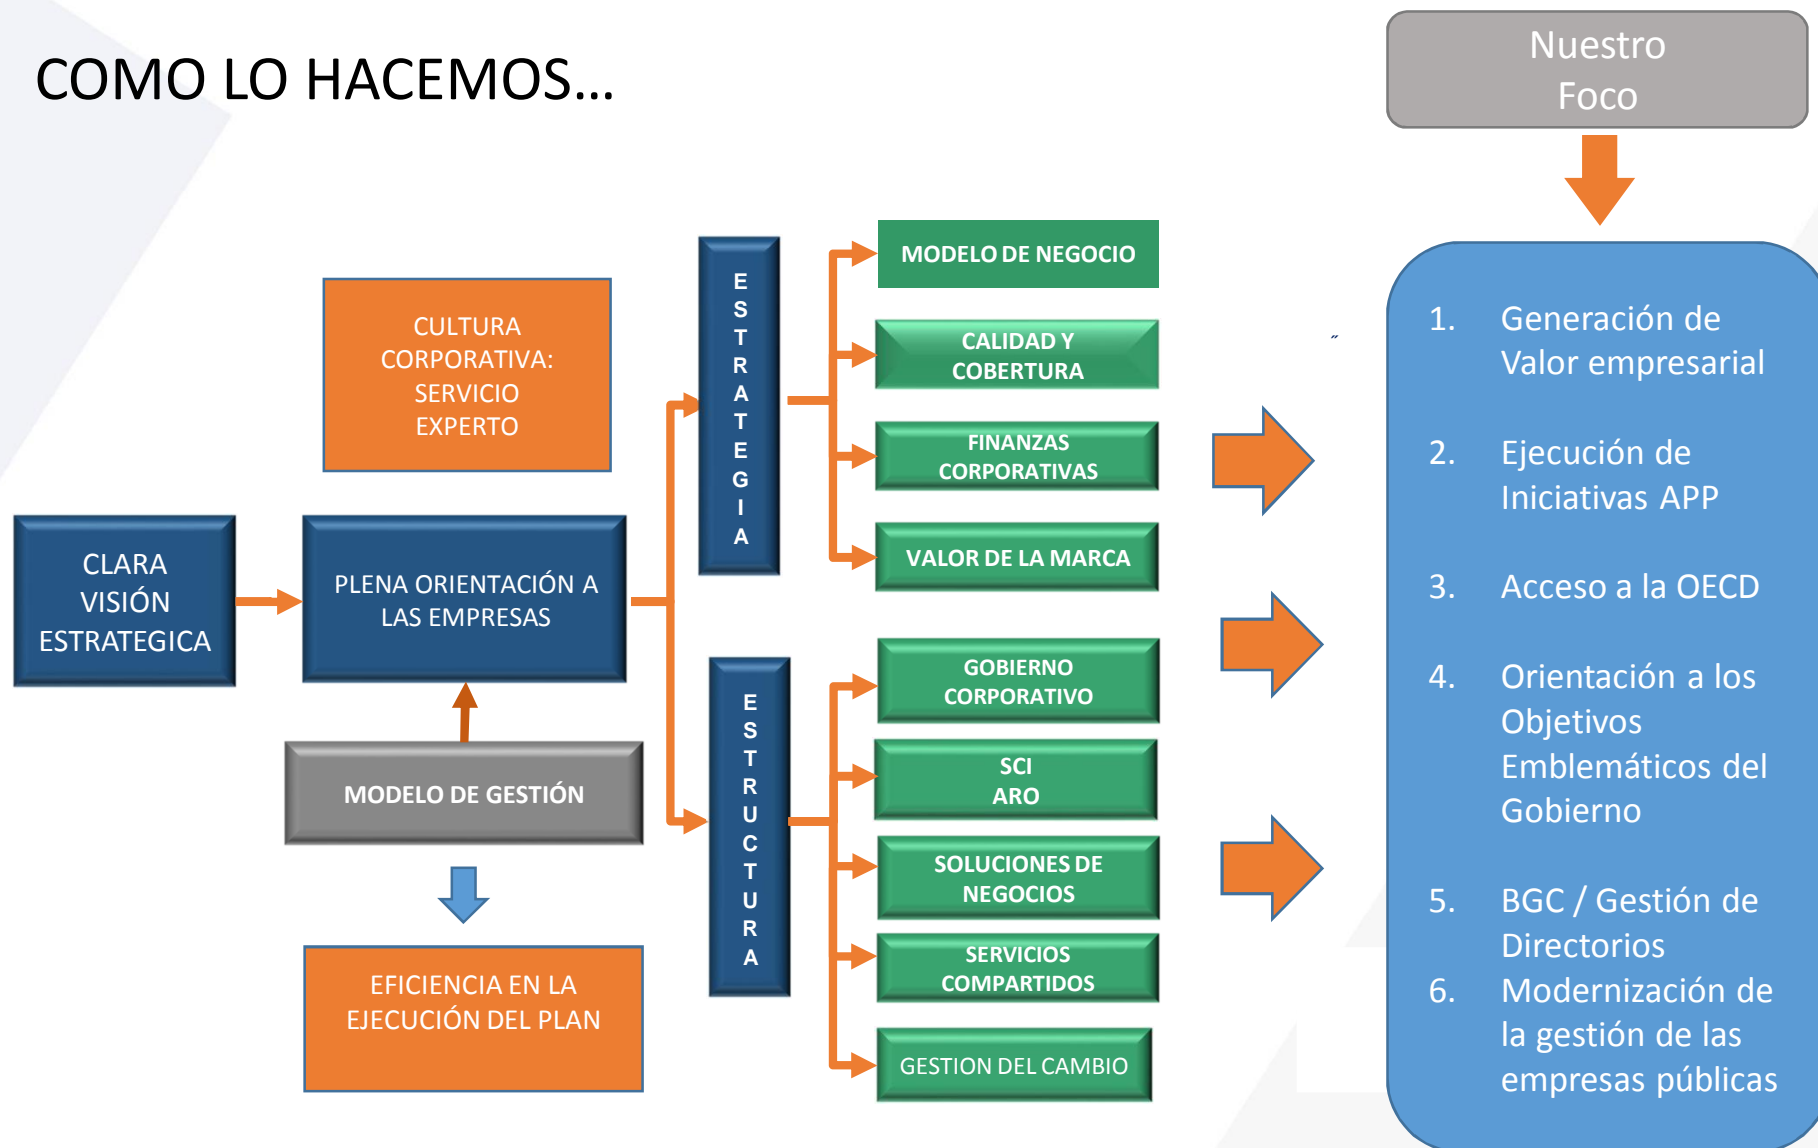 COMO LO HACEMOS...
Nuestro
Foco
CULTURA
CORPORATIVA:
SERVICIO
EXPERTO
CLARA
VISIÓN
ESTRATEGICA
PLENA ORIENTACIÓN A
LAS EMPRESAS
MODELO DE GESTIÓN
EFICIENCIA EN LA
EJECUCIÓN DEL PLAN
E
S
T
R
A
T
E
G
I
A
MODELO DE NEGOCIO
CALIDAD Y
COBERTURA
FINANZAS
CORPORATIVAS
VALOR DE LA MARCA
E
S
T
R
U
C
T
U
R
A
GOBIERNO
CORPORATIVO
SCI
ARO
SOLUCIONES DE
NEGOCIOS
SERVICIOS
COMPARTIDOS
GESTION DEL CAMBIO
˝
1. Generación de
Valor empresarial
2. Ejecución de
Iniciativas APP
3. Acceso a la OECD
4. Orientación a los
Objetivos
Emblemáticos del
Gobierno
5. BGC / Gestión de
Directorios
6. Modernización de
la gestión de las
empresas públicas